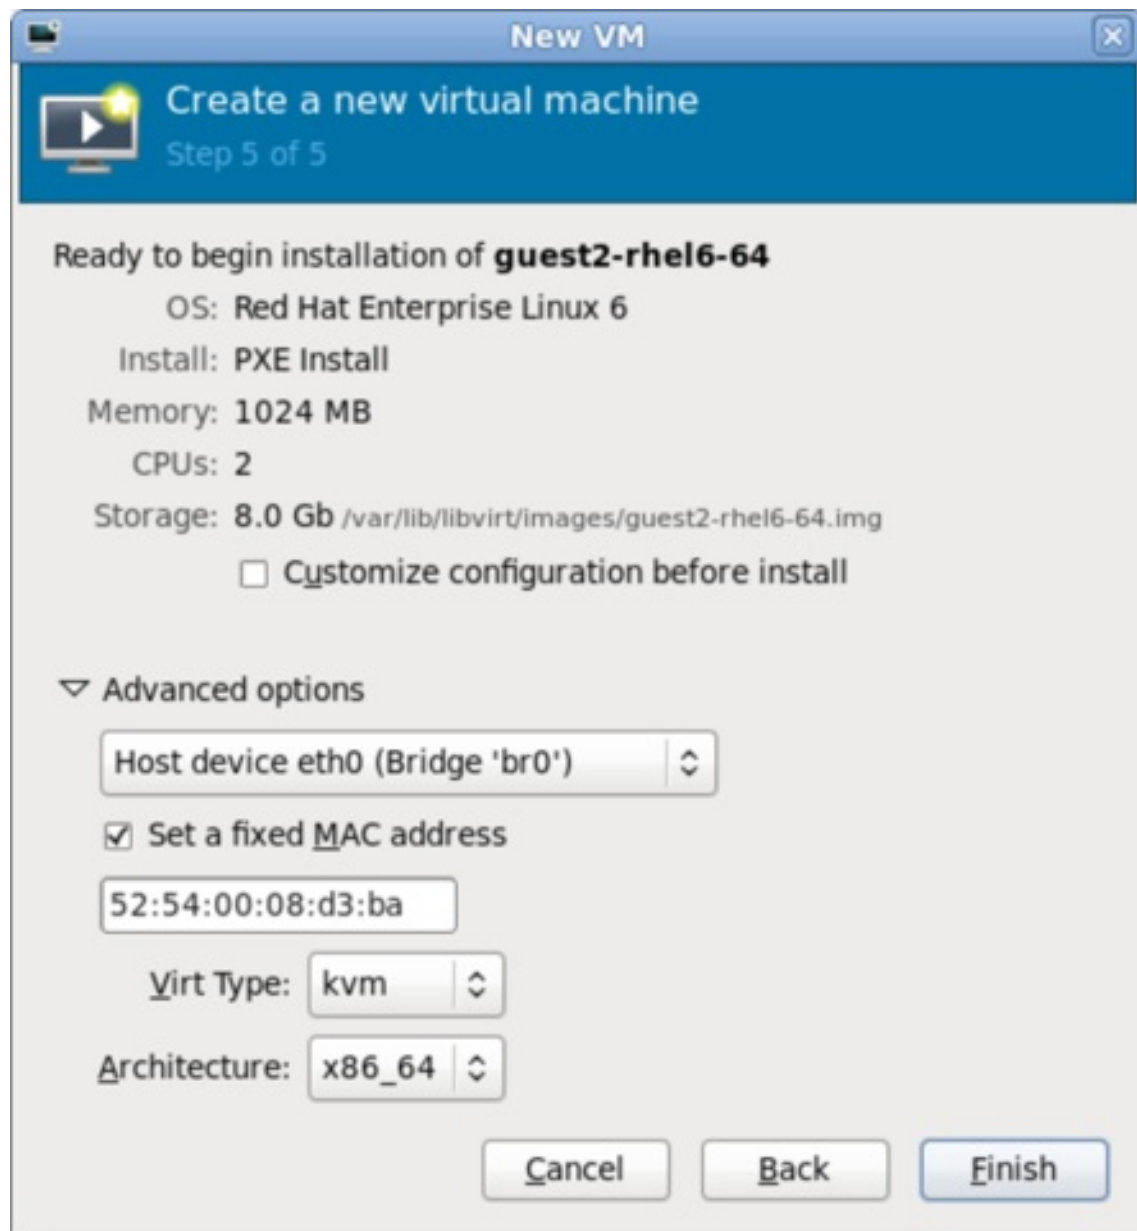 New VM
Create a new virtual machine
Step 5 of 5
Ready to begin installation of guest2-rhel6-64
OS: Red Hat Enterprise Linux 6
Install: PXE Install
Memory: 1024 MB
CPUs: 2
Storage: 8.0 Gb /var/lib/libvirt/images/guest2-rhel6-64.img
Customize configuration before install
Advanced options
Host device eth0 (Bridge 'br0')
Set a fixed MAC address
52:54:00:08:d3:ba
Virt Type: kvm
Architecture: x86_64
Cancel Back Finish